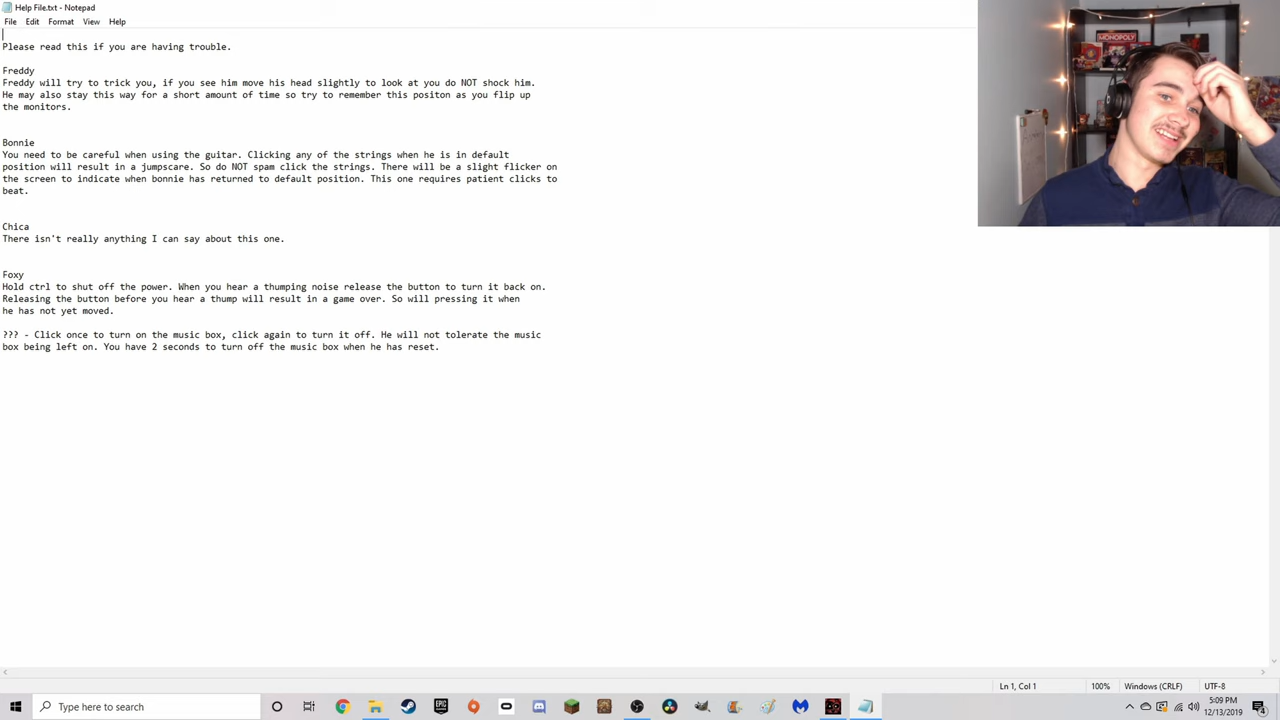 Help File.txt - Notepad
File Edit Format View Help
Please read this if you are having trouble.
Freddy
Freddy will try to trick you, if you see him move his head slightly to look at you do NOT shock him.
He may also stay this way for a short amount of time so try to remember this positon as you flip up
the monitors.
Bonnie
You need to be careful when using the guitar. Clicking any of the strings when he is in default
position will result in a jumpscare. So do NOT spam click the strings. There will be a slight flicker on
the screen to indicate when bonnie has returned to default position. This one requires patient clicks to
beat.
Chica
There isn't really anything I can say about this one.
Foxy
Hold ctrl to shut off the power. When you hear a thumping noise release the button to turn it back on.
Releasing the button before you hear a thump will result in a game over. So will pressing it when
he has not yet moved.
??? - Click once to turn on the music box, click again to turn it off. He will not tolerate the music
box being left on. You have 2 seconds to turn off the music box when he has reset.
MONOPOLY
Ln 1, Col 1 100% Windows (CRLF) UTF-8
Type here to search
EPIC
5:09 PM
12/13/2019
4